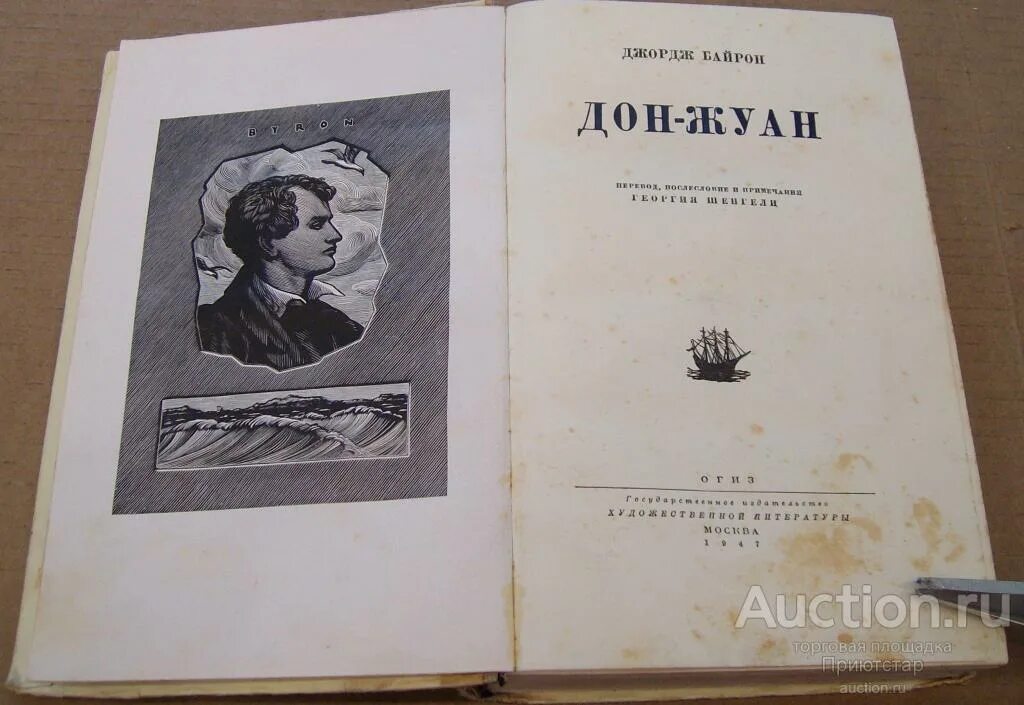 BYRON
ДЖОРДЖ БАЙРОН
ДОН-ЖУАН
ПЕРЕВОД, ПОСЛЕСЛОВИЕ И ПРИМЕЧАНИЯ
ГЕОРГИЯ ШЕНГЕЛИ
ОГИЗ
Государственное издательство
ХУДОЖЕСТВЕННОЙ ЛИТЕРАТУРЫ
МОСКВА
1947
Auction.ru
торговая площадка
Приютстар
auction.ru